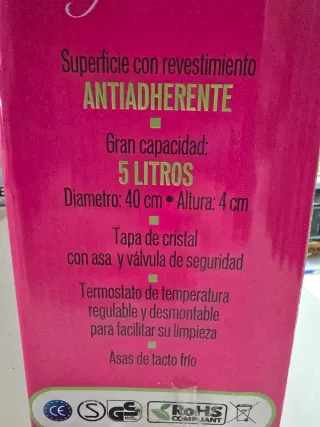 Superficie con revestimiento
ANTIADHERENTE
Gran capacidad:
5 LITROS
Diametro: 40 cm • Altura: 4 cm
Tapa de cristal
con asa y válvula de seguridad
Termostato de temperatura
regulable y desmontable
para facilitar su limpieza
Asas de tacto frío
CE S GS RoHS
COMPLIANT